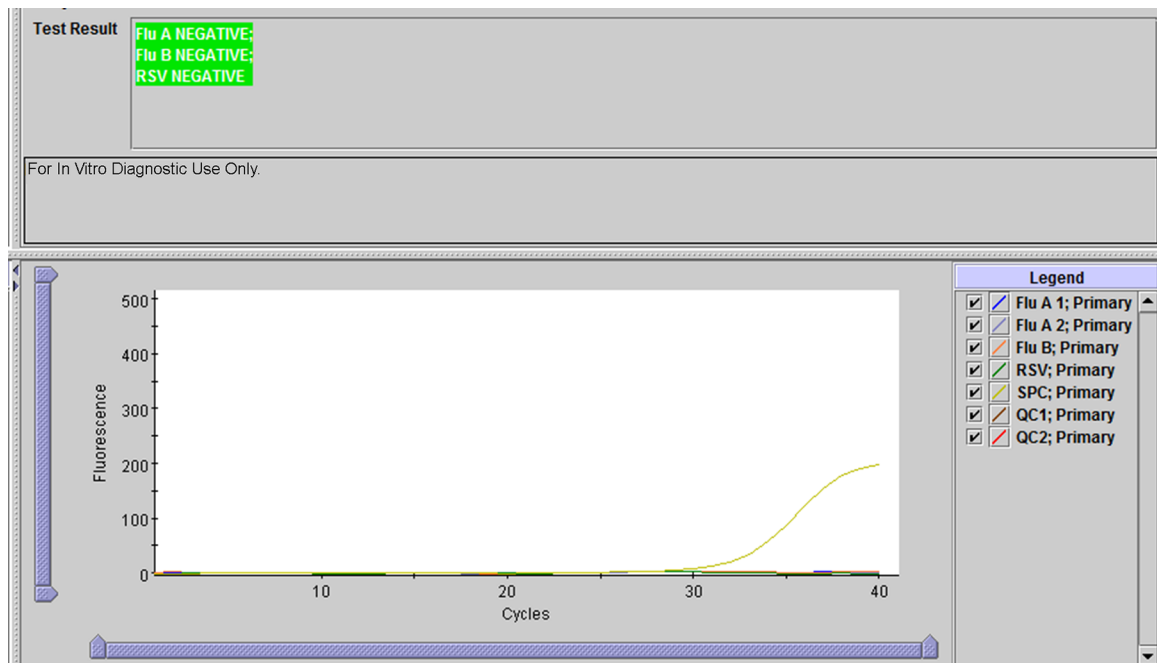 Test Result
Flu A NEGATIVE;
Flu B NEGATIVE;
RSV NEGATIVE
For In Vitro Diagnostic Use Only.
Legend
Flu A 1; Primary
Flu A 2; Primary
Flu B; Primary
RSV; Primary
SPC; Primary
QC1; Primary
QC2; Primary
500
400
300
200
100
0
Fluorescence
10 20 30 40
Cycles